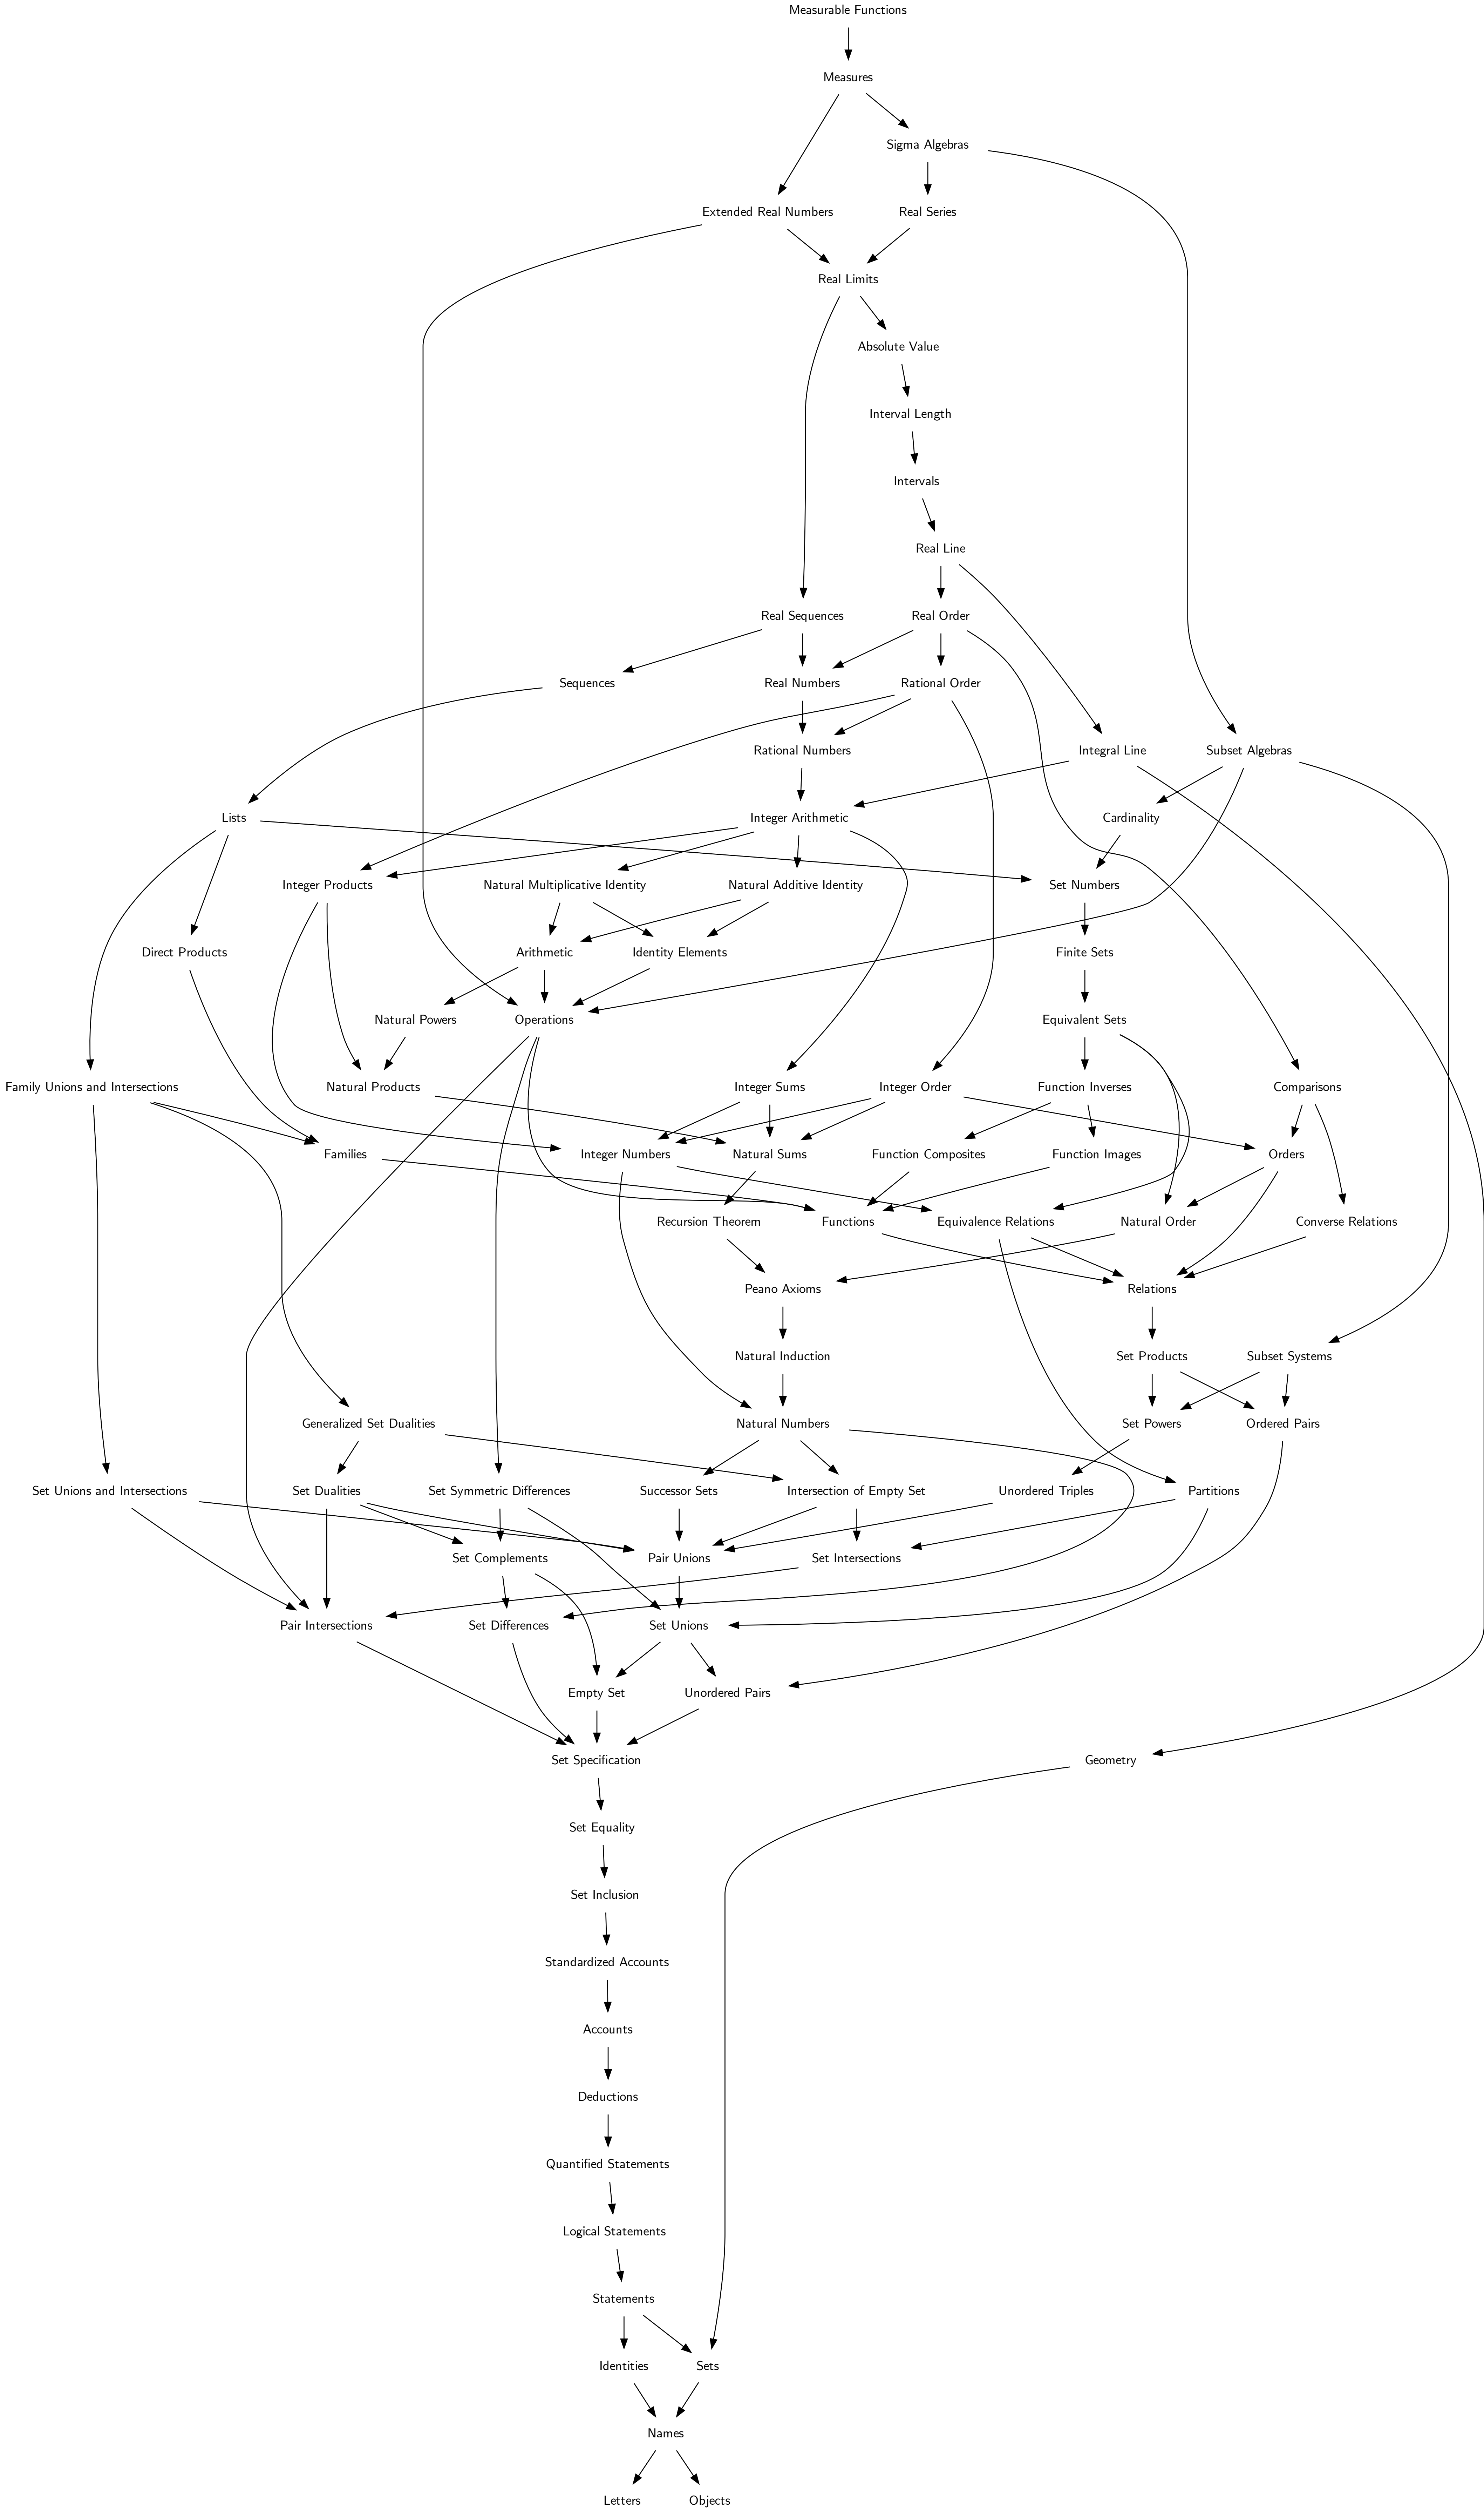 Measurable Functions
Measures
Sigma Algebras
Extended Real Numbers
Real Series
Real Limits
Absolute Value
Interval Length
Intervals
Real Line
Real Sequences
Real Order
Sequences
Real Numbers
Rational Order
Rational Numbers
Integral Line
Subset Algebras
Lists
Integer Arithmetic
Cardinality
Integer Products
Natural Multiplicative Identity
Natural Additive Identity
Set Numbers
Direct Products
Arithmetic
Identity Elements
Finite Sets
Natural Powers
Operations
Equivalent Sets
Family Unions and Intersections
Natural Products
Integer Sums
Integer Order
Function Inverses
Comparisons
Families
Integer Numbers
Natural Sums
Function Composites
Function Images
Orders
Recursion Theorem
Functions
Equivalence Relations
Natural Order
Converse Relations
Peano Axioms
Relations
Natural Induction
Set Products
Subset Systems
Generalized Set Dualities
Natural Numbers
Set Powers
Ordered Pairs
Set Unions and Intersections
Set Dualities
Set Symmetric Differences
Successor Sets
Intersection of Empty Set
Unordered Triples
Partitions
Set Complements
Pair Unions
Set Intersections
Pair Intersections
Set Differences
Set Unions
Empty Set
Unordered Pairs
Set Specification
Geometry
Set Equality
Set Inclusion
Standardized Accounts
Accounts
Deductions
Quantified Statements
Logical Statements
Statements
Identities
Sets
Names
Letters
Objects